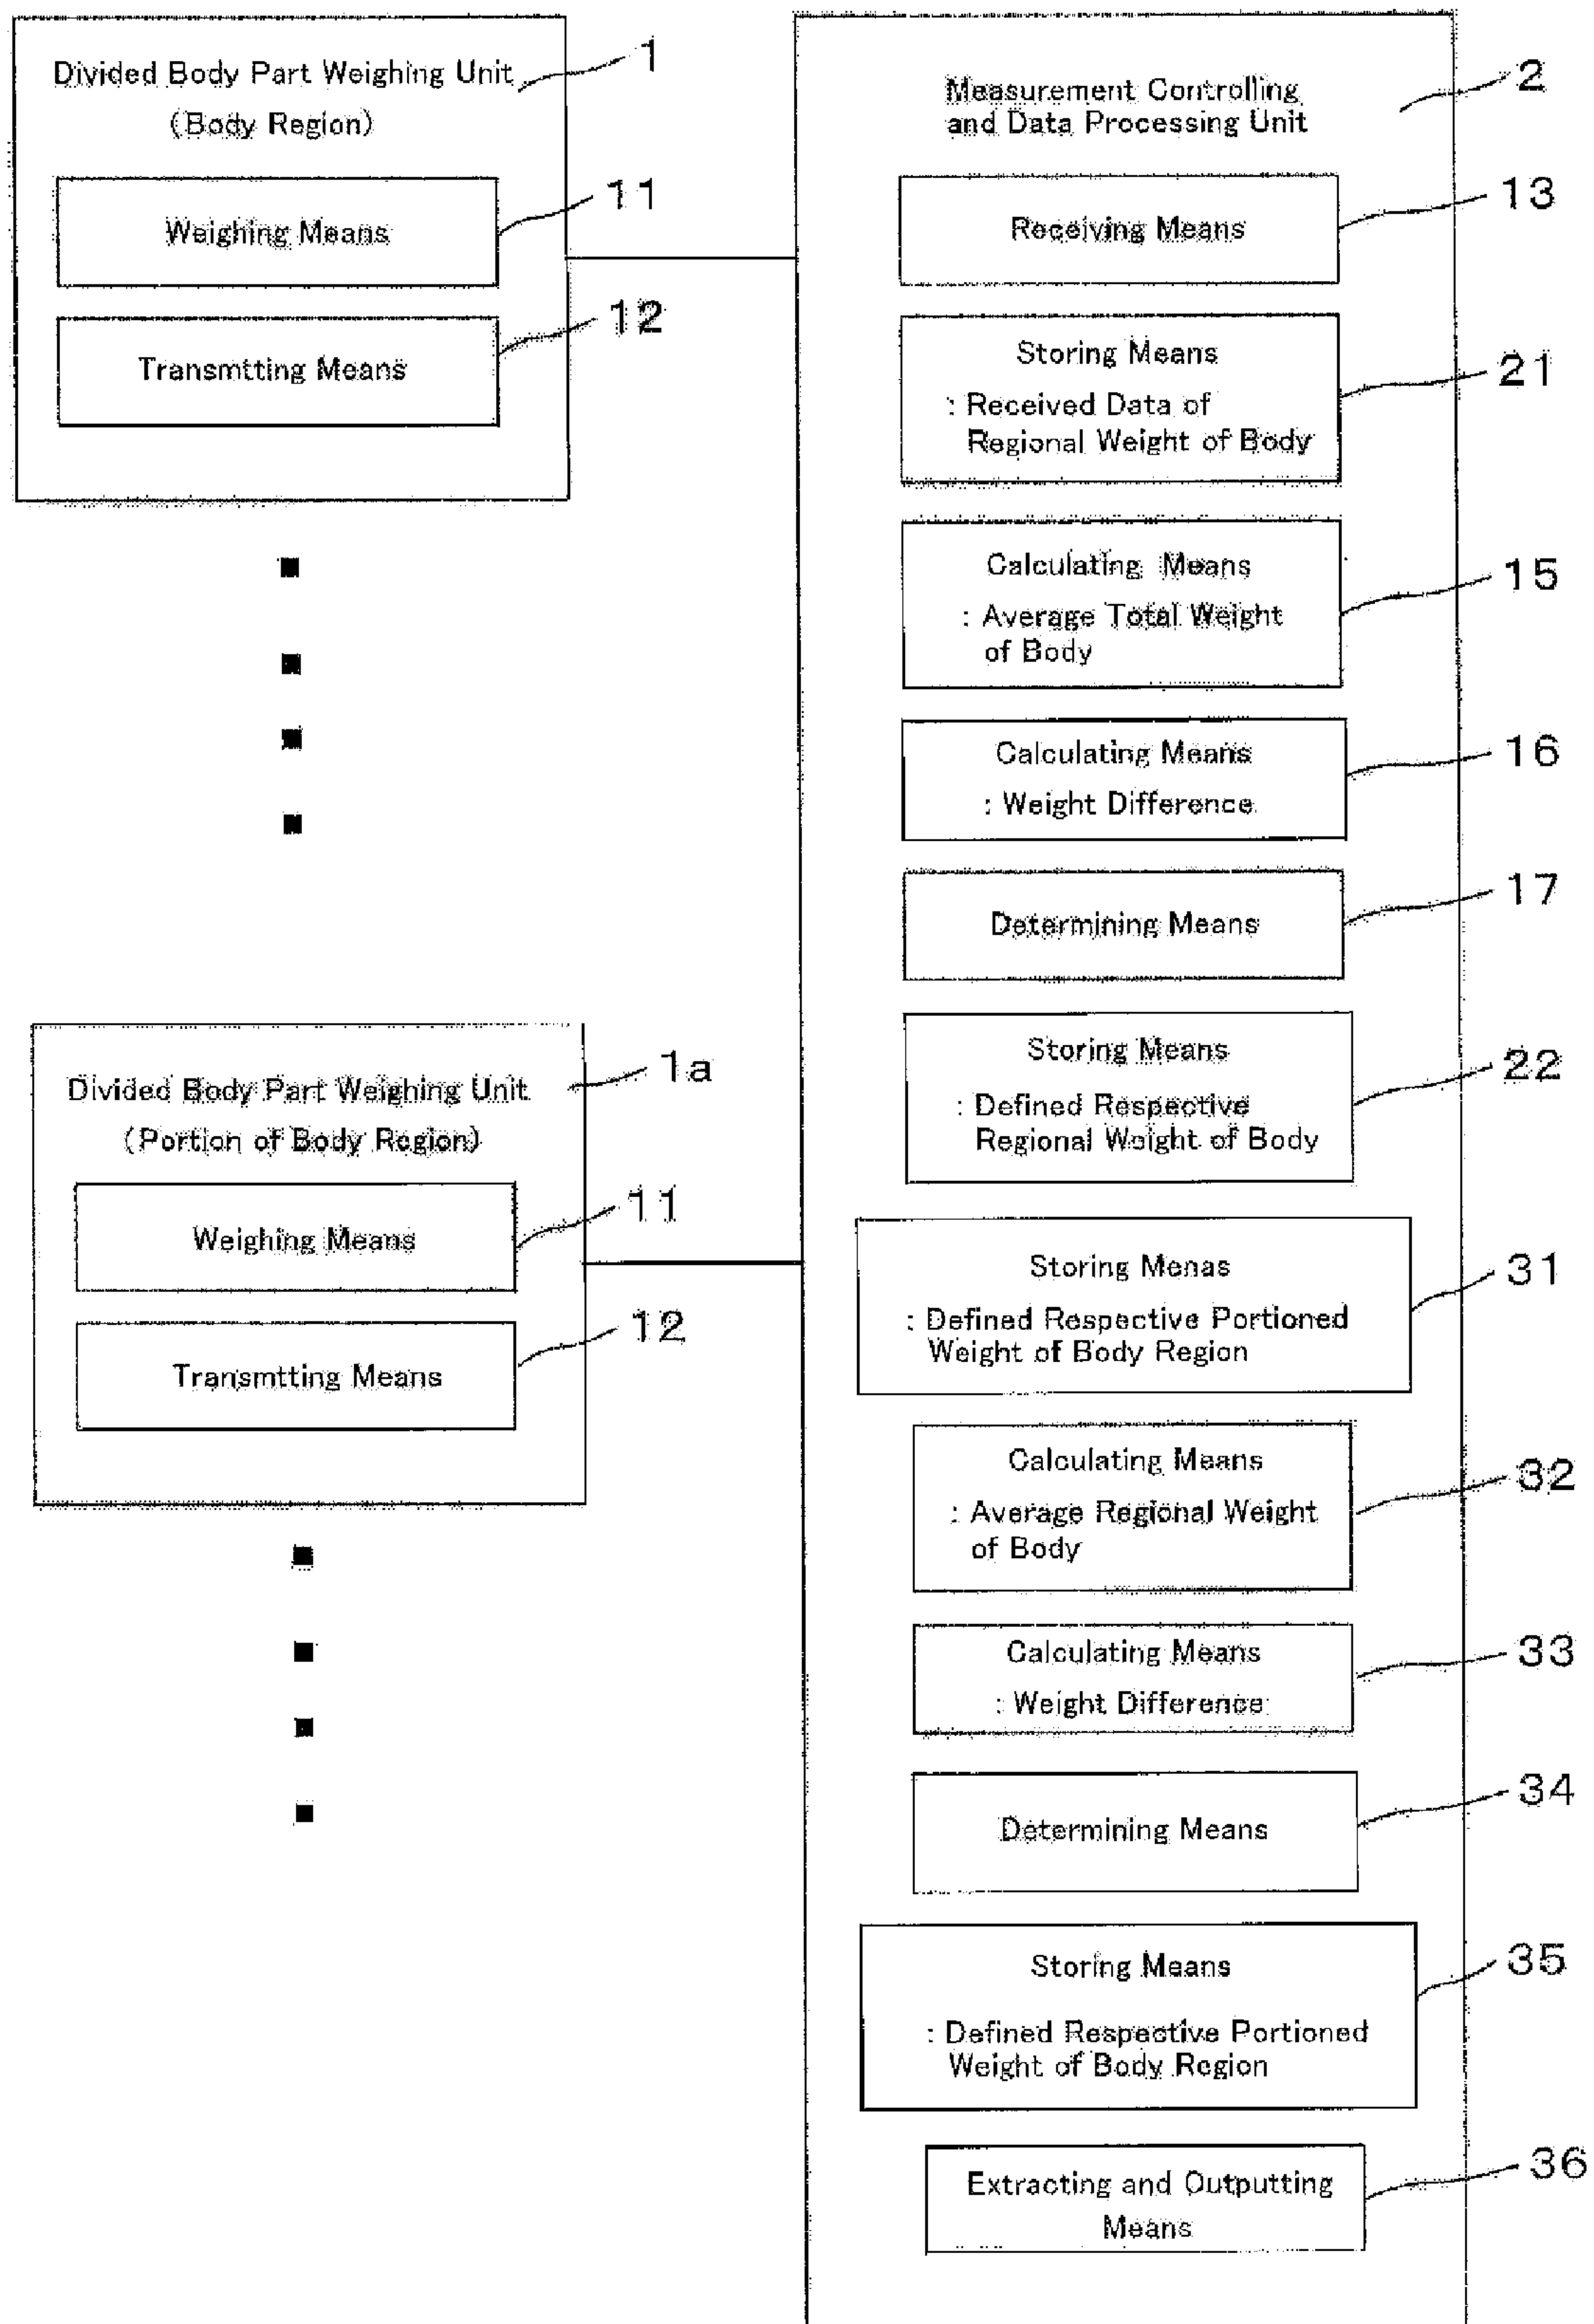 Divided Body Part Weighing Unit
(Body Region)
1
Weighing Means
11
Transmtting Means
12
Divided Body Part Weighing Unit
(Portion of Body Region)
1a
Weighing Means
11
Transmtting Means
12
Measurement Controlling
and Data Processing Unit
2
Receiving Means
13
Storing Means
: Received Data of
Regional Weight of Body
21
Calculating Means
: Average Total Weight
of Body
15
Calculating Means
: Weight Difference
16
Determining Means
17
Storing Means
: Defined Respective
Regional Weight of Body
22
Storing Menas
: Defined Respective Portioned
Weight of Body Region
31
Calculating Means
: Average Regional Weight
of Body
32
Calculating Means
: Weight Difference
33
Determining Means
34
Storing Means
: Defined Respective Portioned
Weight of Body Region
35
Extracting and Outputting
Means
36